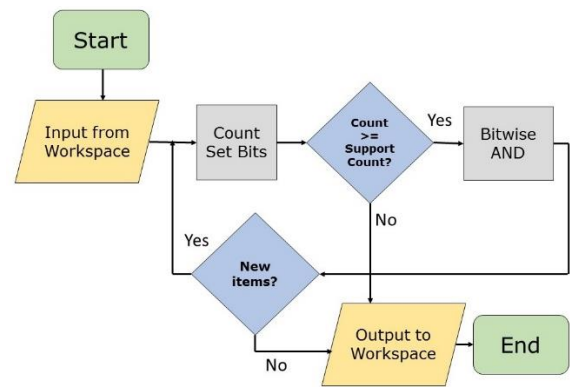 Start
Input from
Workspace
Count
Set Bits
Count
>=
Support
Count?
Yes
Bitwise
AND
No
Yes
New
items?
No
Output to
Workspace
End